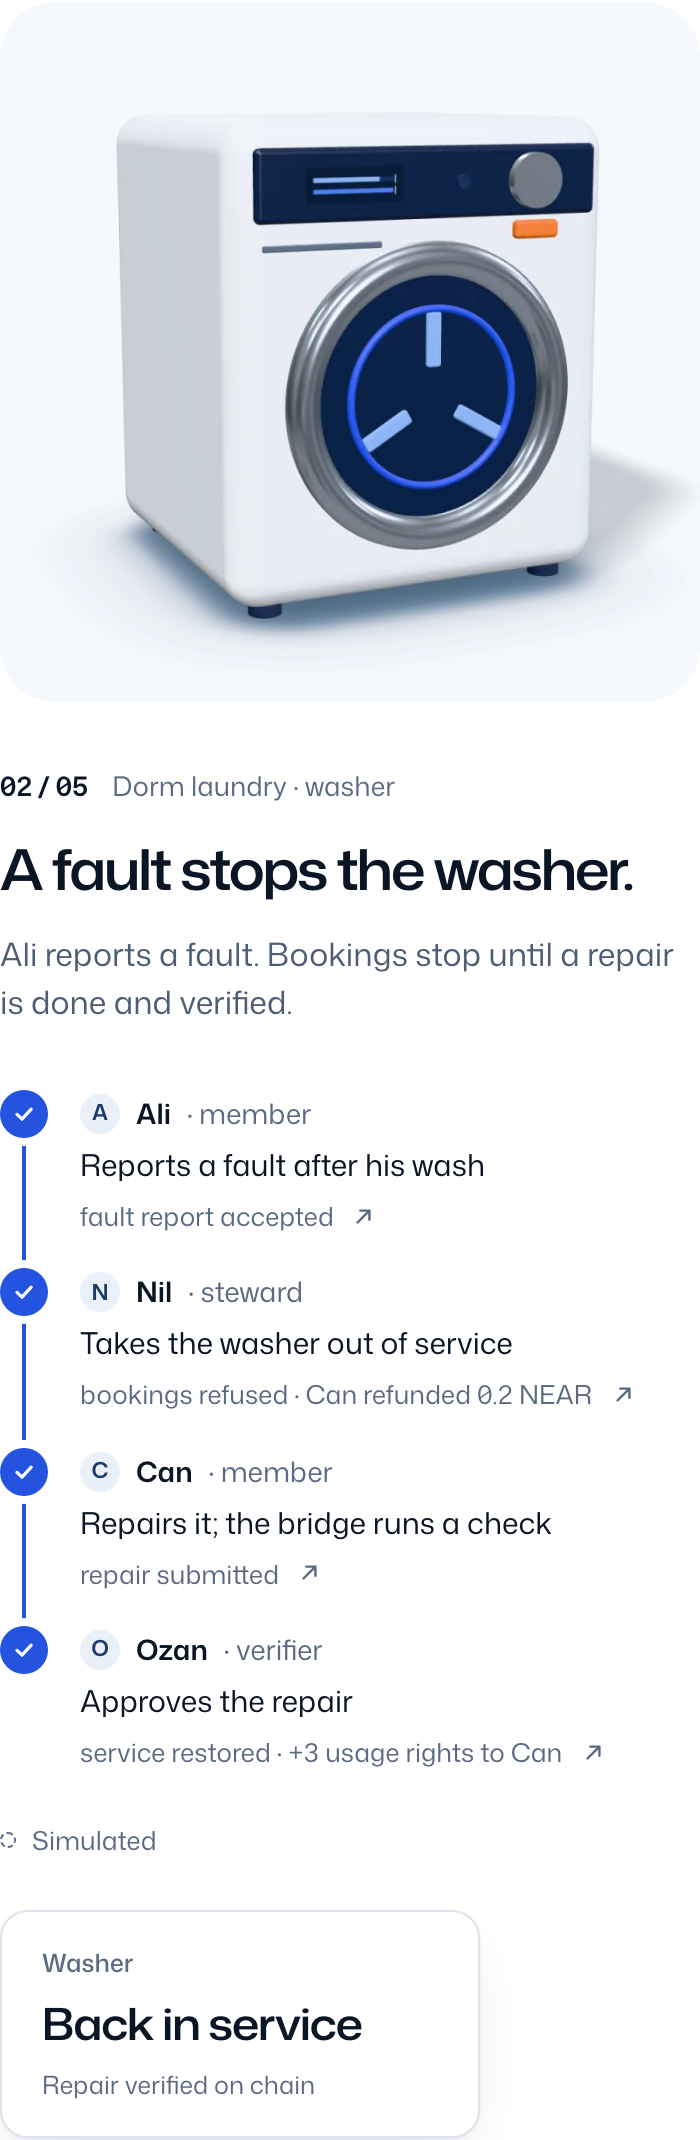 02 / 05 Dorm laundry · washer
A fault stops the washer.
Ali reports a fault. Bookings stop until a repair
is done and verified.
A Ali · member
Reports a fault after his wash
fault report accepted ↗
N Nil · steward
Takes the washer out of service
bookings refused · Can refunded 0.2 NEAR ↗
C Can · member
Repairs it; the bridge runs a check
repair submitted ↗
O Ozan · verifier
Approves the repair
service restored · +3 usage rights to Can ↗
Simulated
Washer
Back in service
Repair verified on chain